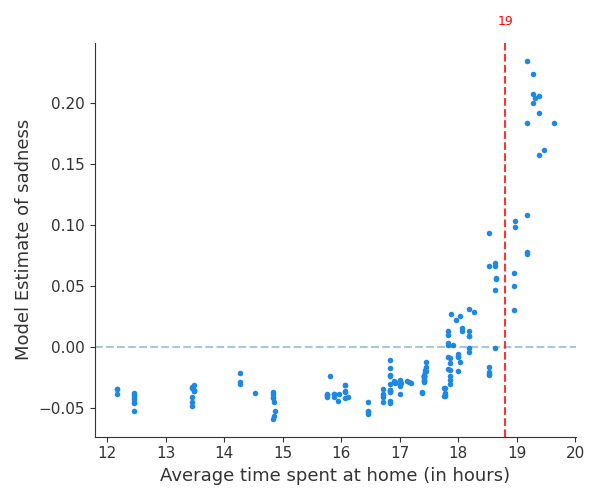 19
0.20
0.15
0.10
0.05
0.00
−0.05
Model Estimate of sadness
12 13 14 15 16 17 18 19 20
Average time spent at home (in hours)